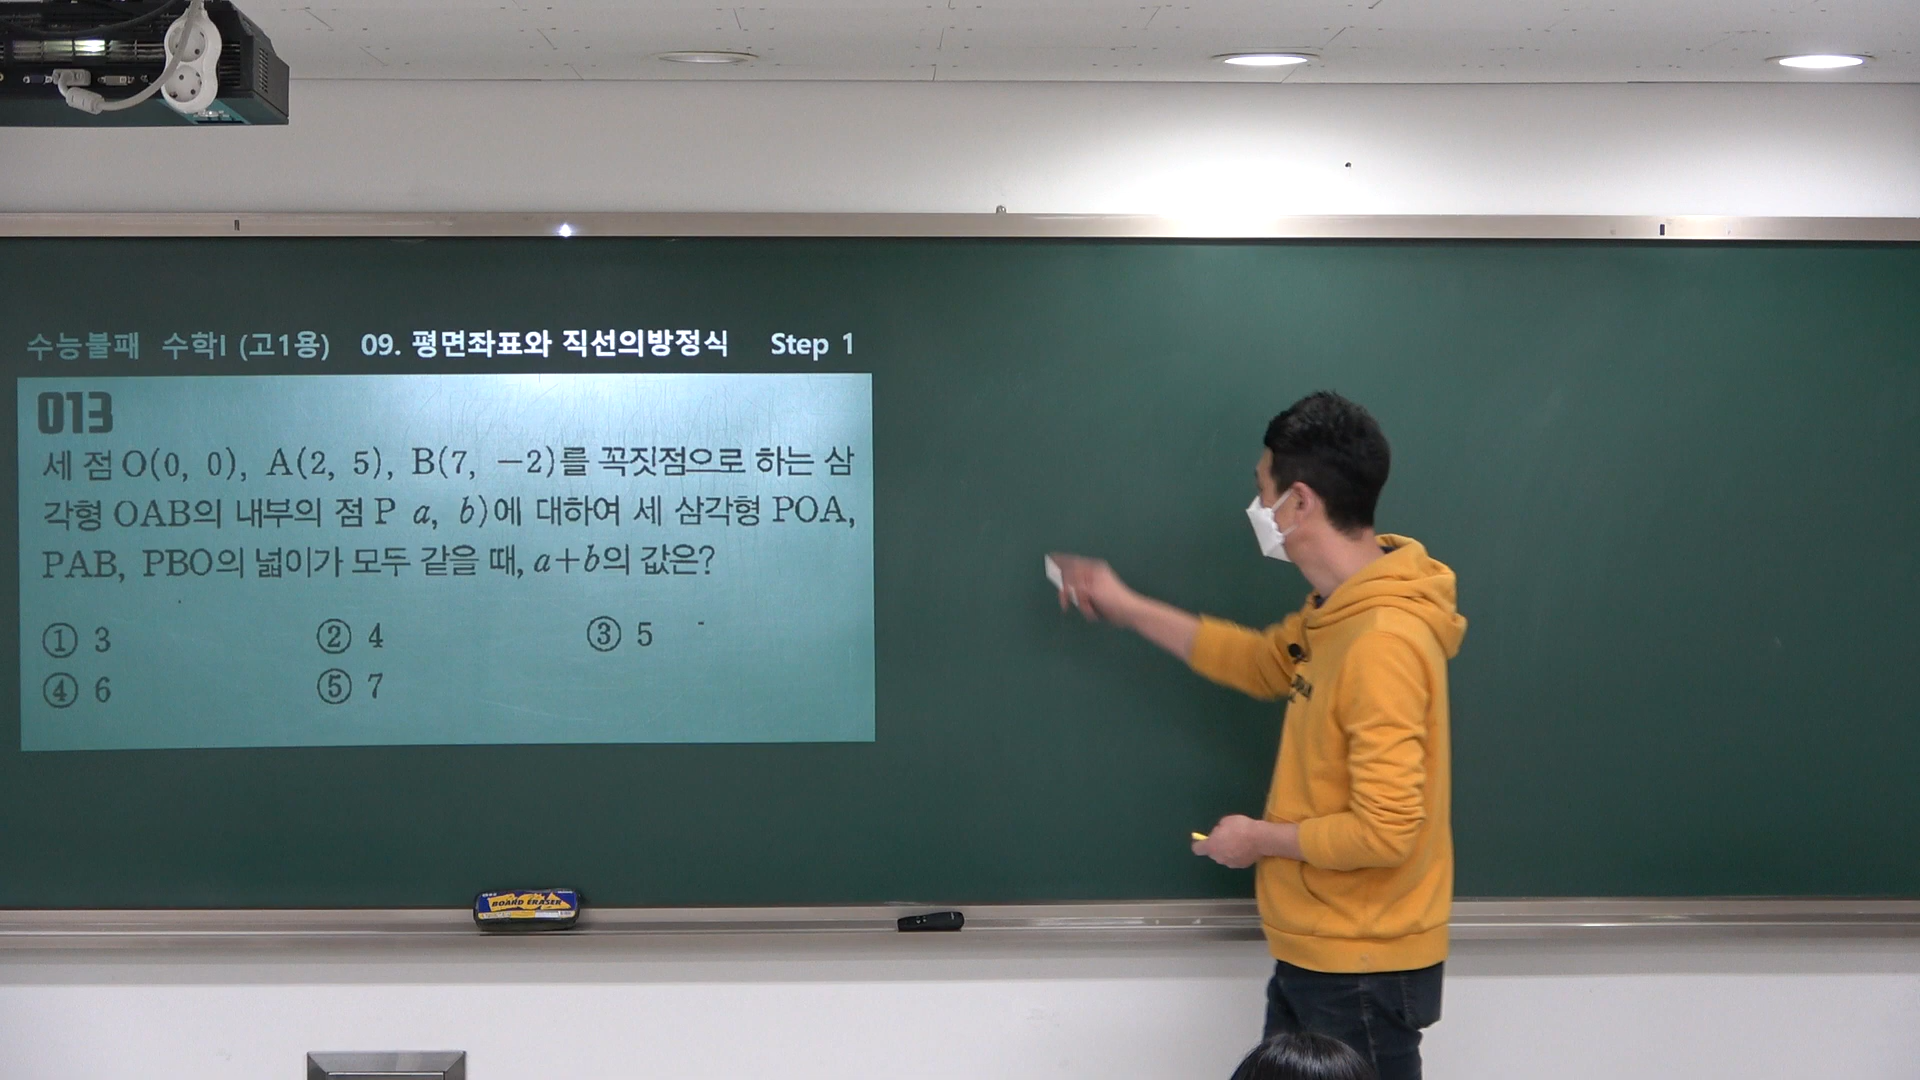 수능불패 수학I (고1용) 09. 평면좌표와 직선의방정식 Step 1
013
세 점 O(0, 0), A(2, 5), B(7, −2)를 꼭짓점으로 하는 삼
각형 OAB의 내부의 점 P a, b)에 대하여 세 삼각형 POA,
PAB, PBO의 넓이가 모두 같을 때, a+b의 값은?
① 3 ② 4 ③ 5
④ 6 ⑤ 7
BOARD ERASER